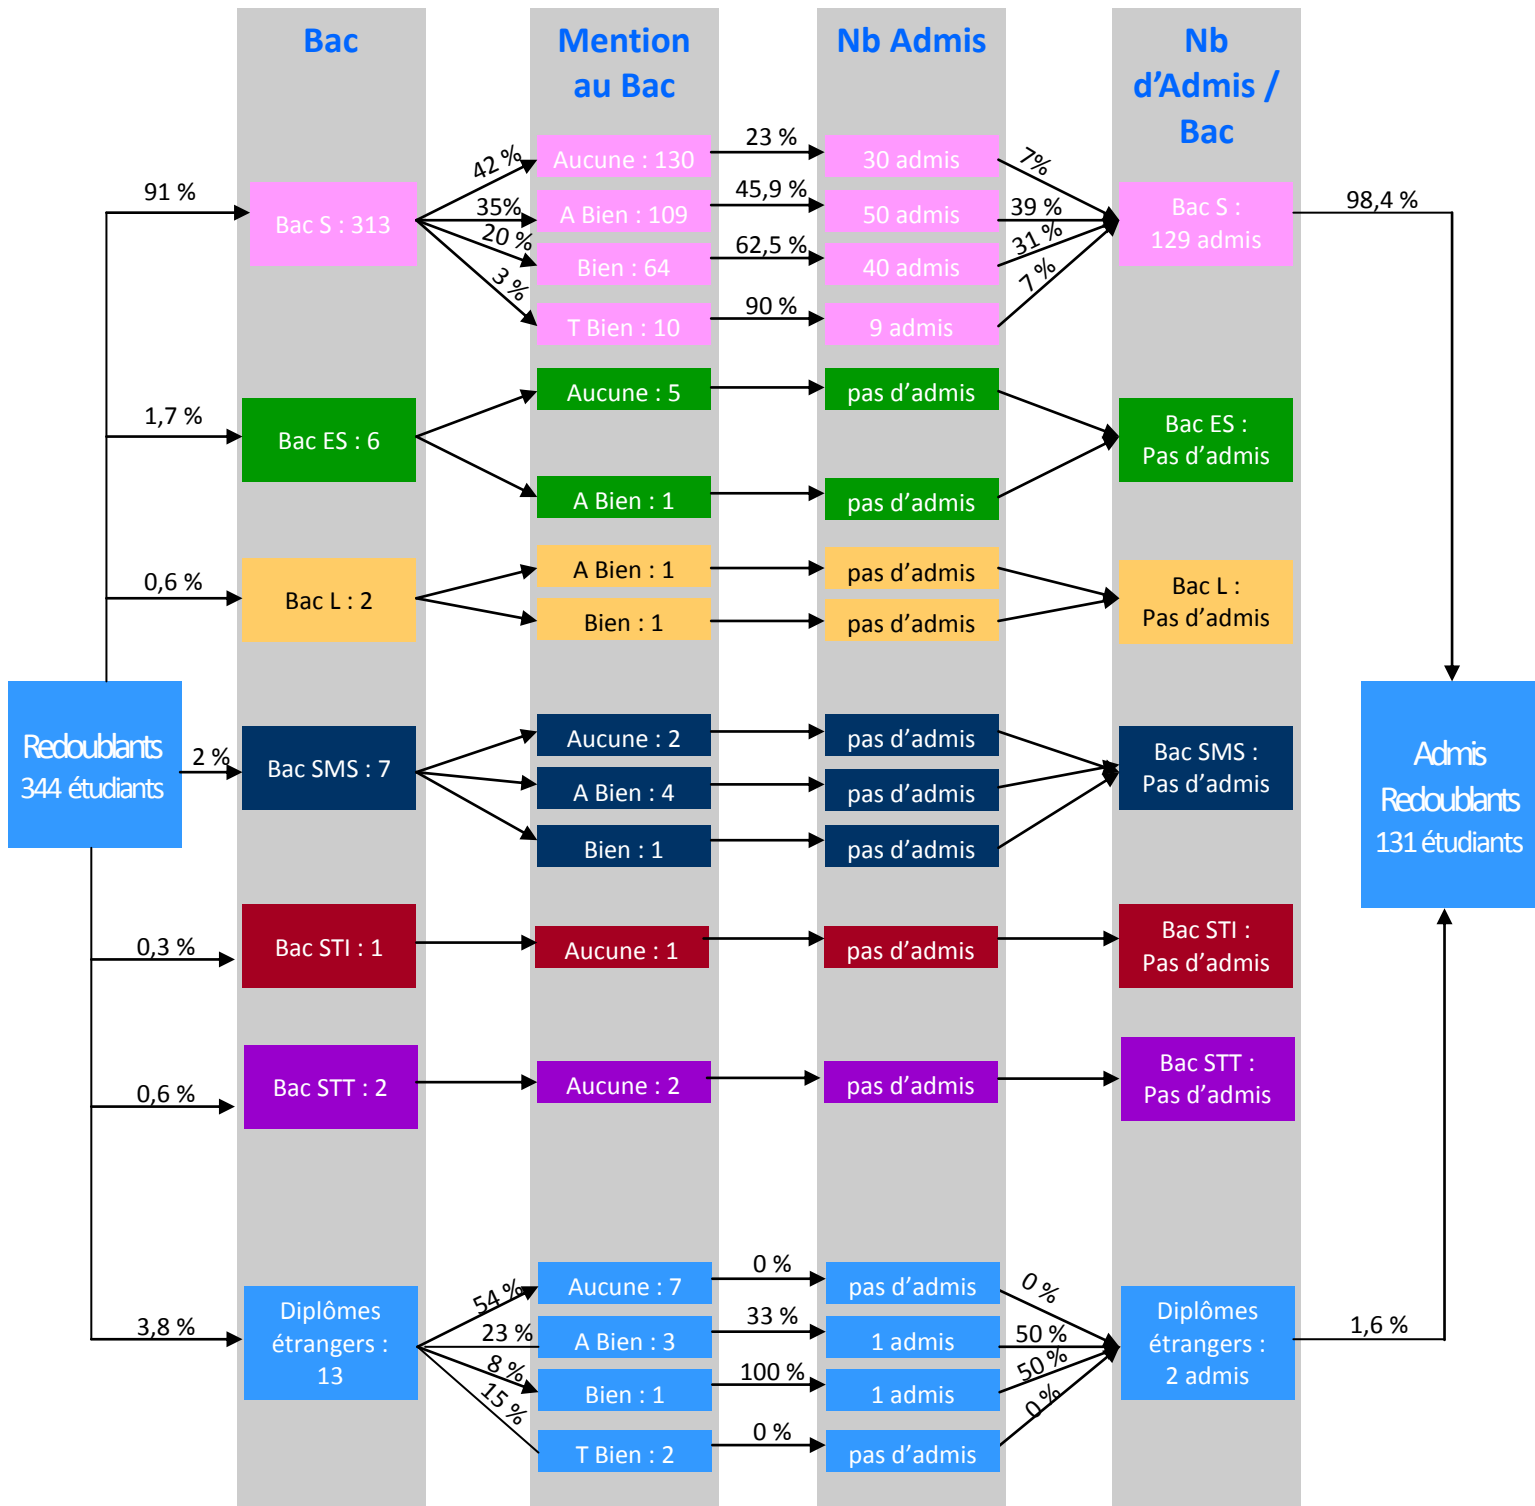 Bac
Mention
au Bac
Nb Admis
Nb
d'Admis /
Bac
91 %
Bac S : 313
42 %
35%
20 %
3 %
Aucune : 130
A Bien : 109
Bien : 64
T Bien : 10
23 %
45,9 %
62,5 %
90 %
30 admis
50 admis
40 admis
9 admis
7%
39 %
31 %
7 %
Bac S :
129 admis
98,4 %
1,7 %
Bac ES : 6
Aucune : 5
A Bien : 1
pas d'admis
pas d'admis
Bac ES :
Pas d'admis
0,6 %
Bac L : 2
A Bien : 1
Bien : 1
pas d'admis
pas d'admis
Bac L :
Pas d'admis
Redoublants
344 étudiants
2 %
Bac SMS : 7
Aucune : 2
A Bien : 4
Bien : 1
pas d'admis
pas d'admis
pas d'admis
Bac SMS :
Pas d'admis
Admis
Redoublants
131 étudiants
0,3 %
Bac STI : 1
Aucune : 1
pas d'admis
Bac STI :
Pas d'admis
0,6 %
Bac STT : 2
Aucune : 2
pas d'admis
Bac STT :
Pas d'admis
3,8 %
Diplômes
étrangers :
13
54 %
23 %
8 %
15 %
Aucune : 7
A Bien : 3
Bien : 1
T Bien : 2
0 %
33 %
100 %
0 %
pas d'admis
1 admis
1 admis
pas d'admis
0 %
50 %
50 %
0 %
Diplômes
étrangers :
2 admis
1,6 %